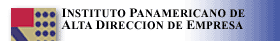 INSTITUTO PANAMERICANO DE
ALTA DIRECCION DE EMPRESA